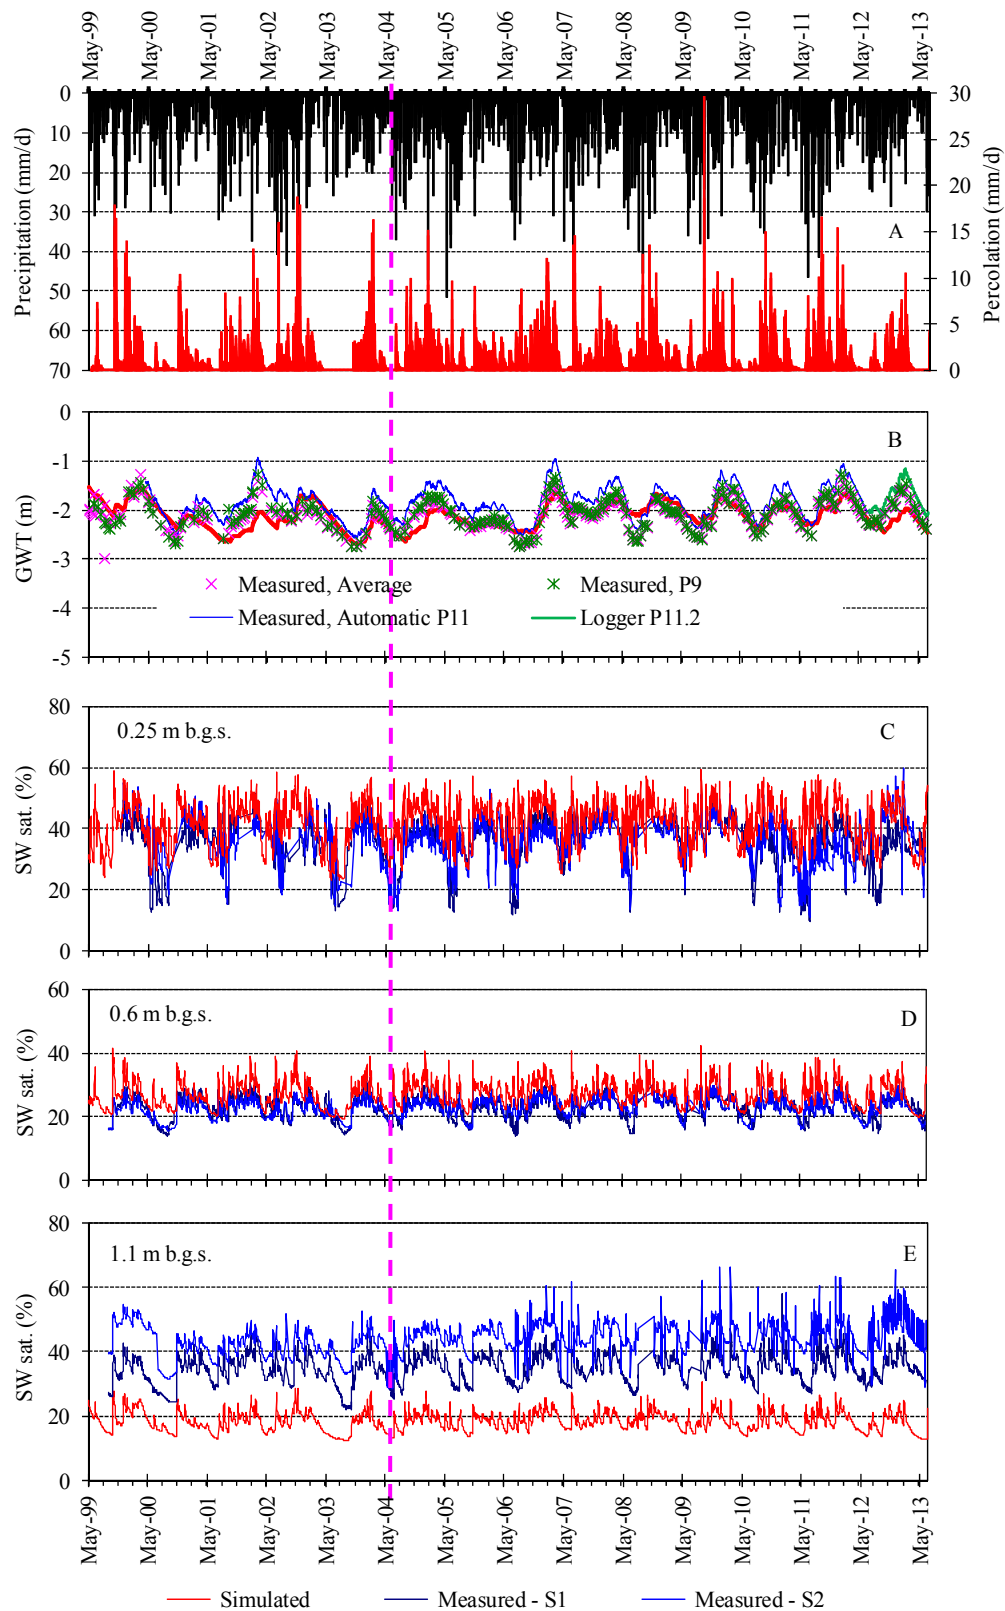 May-99 May-00 May-01 May-02 May-03 May-04 May-05 May-06 May-07 May-08 May-09 May-10 May-11 May-12 May-13
Precipitation (mm/d)
0
10
20
30
40
50
60
70
A
30
25
20
15
10
5
0
Percolation (mm/d)
GWT (m)
0
-1
-2
-3
-4
-5
B
Measured, Average
Measured, P9
Measured, Automatic P11
Logger P11.2
SW sat. (%)
80
60
40
20
0
0.25 m b.g.s.
C
SW sat. (%)
60
40
20
0
0.6 m b.g.s.
D
SW sat. (%)
80
60
40
20
0
1.1 m b.g.s.
E
May-99 May-00 May-01 May-02 May-03 May-04 May-05 May-06 May-07 May-08 May-09 May-10 May-11 May-12 May-13
Simulated
Measured - S1
Measured - S2